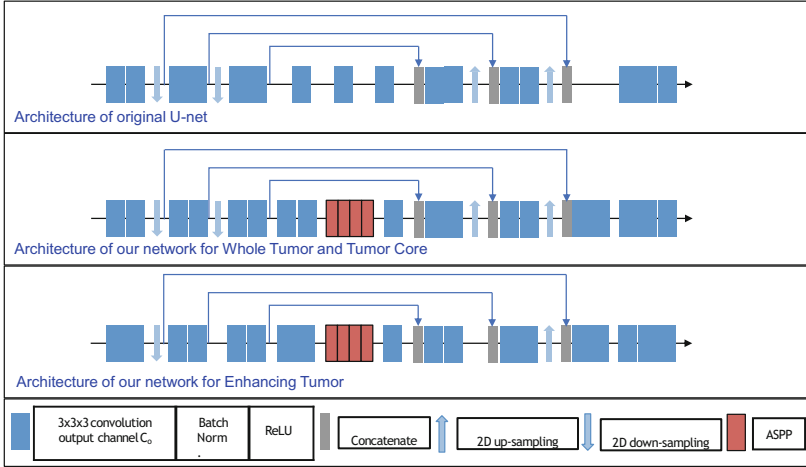 Architecture of original U-net
Architecture of our network for Whole Tumor and Tumor Core
Architecture of our network for Enhancing Tumor
3x3x3 convolution
output channel Cₒ
Batch
Norm
.
ReLU
Concatenate
2D up-sampling
2D down-sampling
ASPP